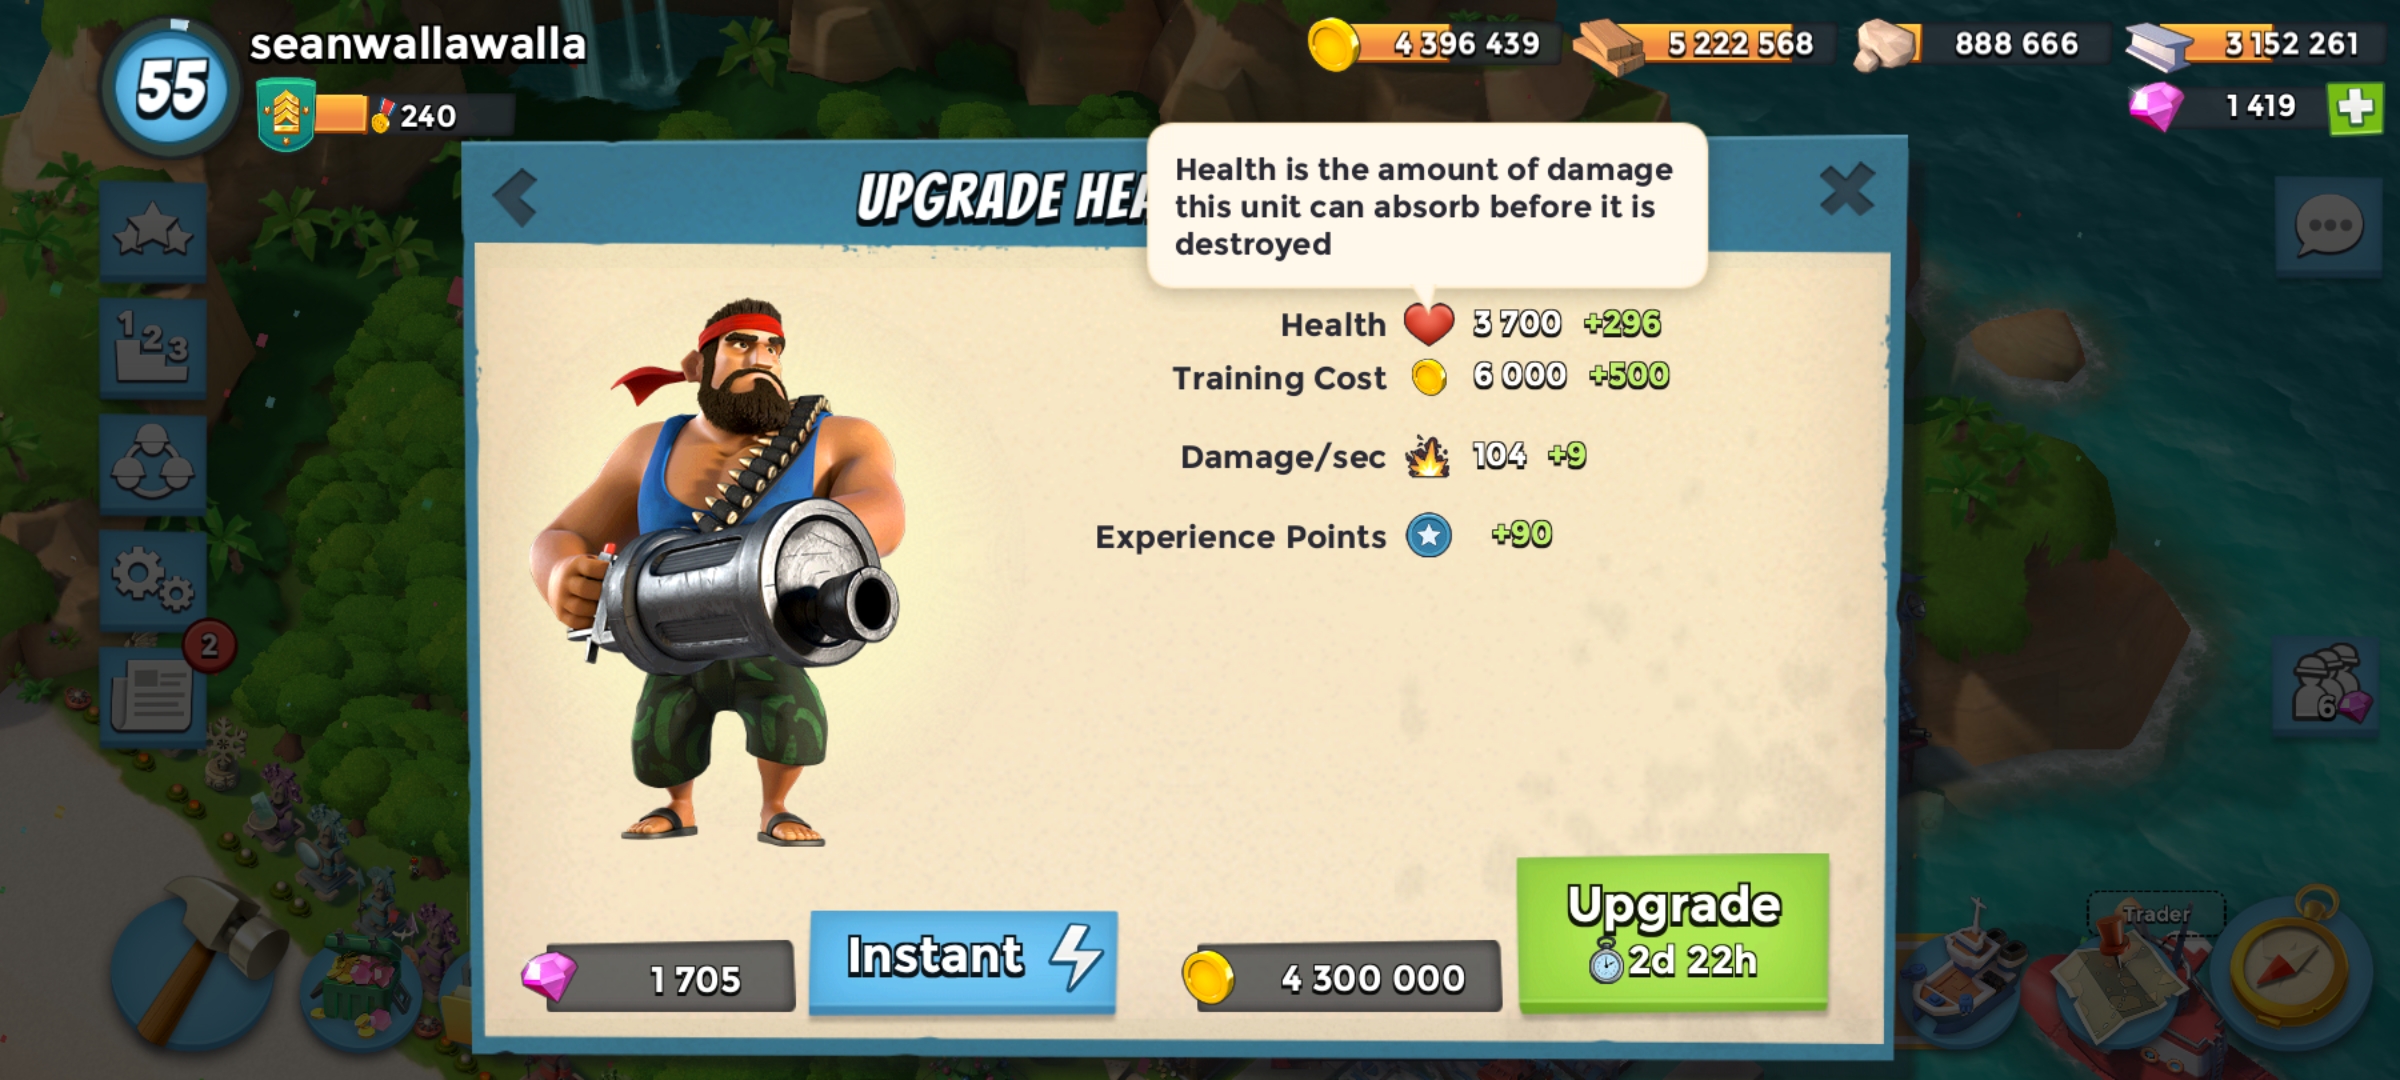 55
seanwallawalla
240
4 396 439
5 222 568
888 666
3 152 261
1 419
UPGRADE HEA
Health is the amount of damage
this unit can absorb before it is
destroyed
Health 3 700 +296
Training Cost 6 000 +500
Damage/sec 104 +9
Experience Points +90
1 2 3
2
6
1 705
Instant
4 300 000
Upgrade
2d 22h
Trader